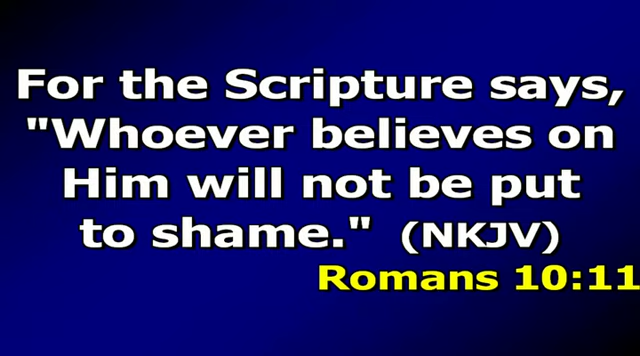 For the Scripture says,
"Whoever believes on
Him will not be put
to shame." (NKJV)
Romans 10:11